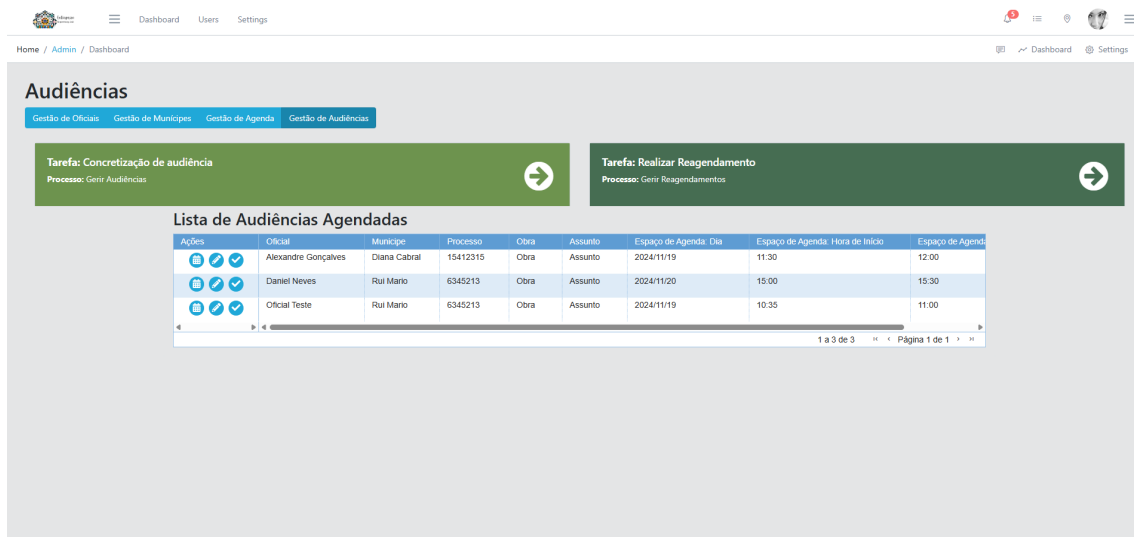 Dashboard Users Settings 5
Home / Admin / Dashboard Dashboard Settings
Audiências
Gestão de Oficiais Gestão de Munícipes Gestão de Agenda Gestão de Audiências
Tarefa: Concretização de audiência
Processo: Gerir Audiências
Tarefa: Realizar Reagendamento
Processo: Gerir Reagendamentos
Lista de Audiências Agendadas
Ações Oficial Municipe Processo Obra Assunto Espaço de Agenda: Dia Espaço de Agenda: Hora de Início Espaço de Agenda
Alexandre Gonçalves Diana Cabral 15412315 Obra Assunto 2024/11/19 11:30 12:00
Daniel Neves Rui Mario 6345213 Obra Assunto 2024/11/20 15:00 15:30
Oficial Teste Rui Mario 6345213 Obra Assunto 2024/11/19 10:35 11:00
1 a 3 de 3 Página 1 de 1